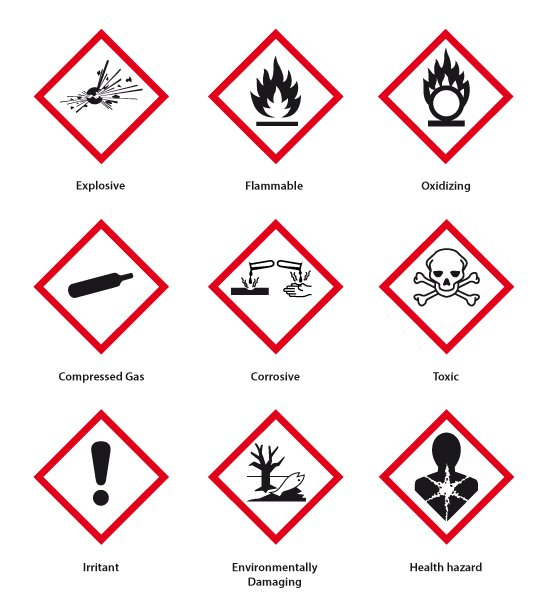 Explosive
Flammable
Oxidizing
Compressed Gas
Corrosive
Toxic
Irritant
Environmentally
Damaging
Health hazard